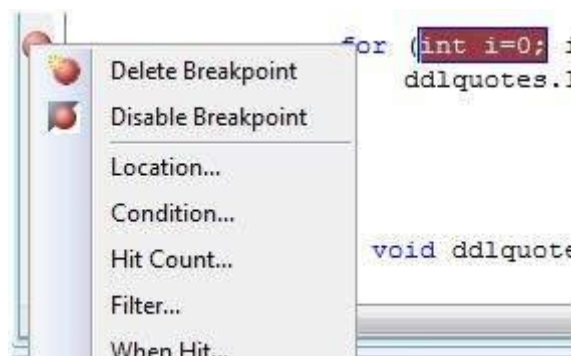 for (int i=0; i
Delete Breakpoint
ddlquotes.
Disable Breakpoint
Location...
Condition...
Hit Count...
void ddlquote
Filter...
When Hit...